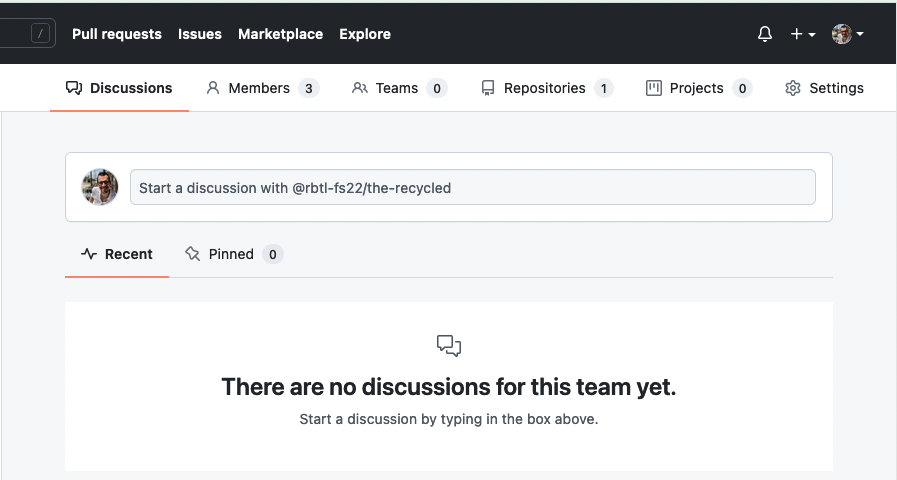 / Pull requests Issues Marketplace Explore
Discussions Members 3 Teams 0 Repositories 1 Projects 0 Settings
Start a discussion with @rbtl-fs22/the-recycled
Recent Pinned 0
There are no discussions for this team yet.
Start a discussion by typing in the box above.